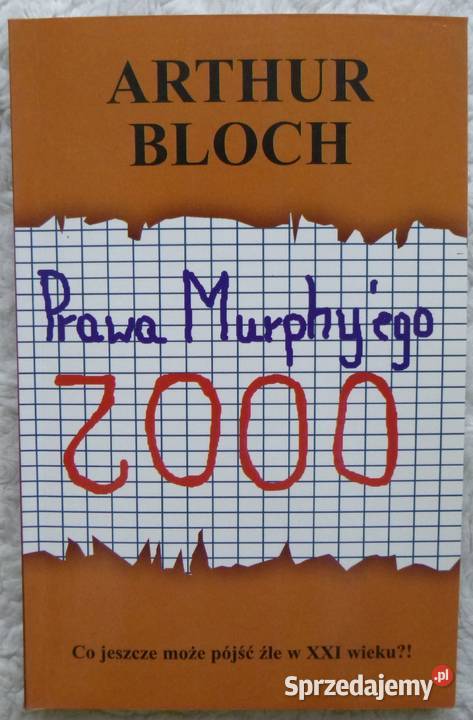 ARTHUR
BLOCH
Prawa Murphy'ego
2000
Co jeszcze może pójść źle w XXI wieku?!
Sprzedajemy.pl